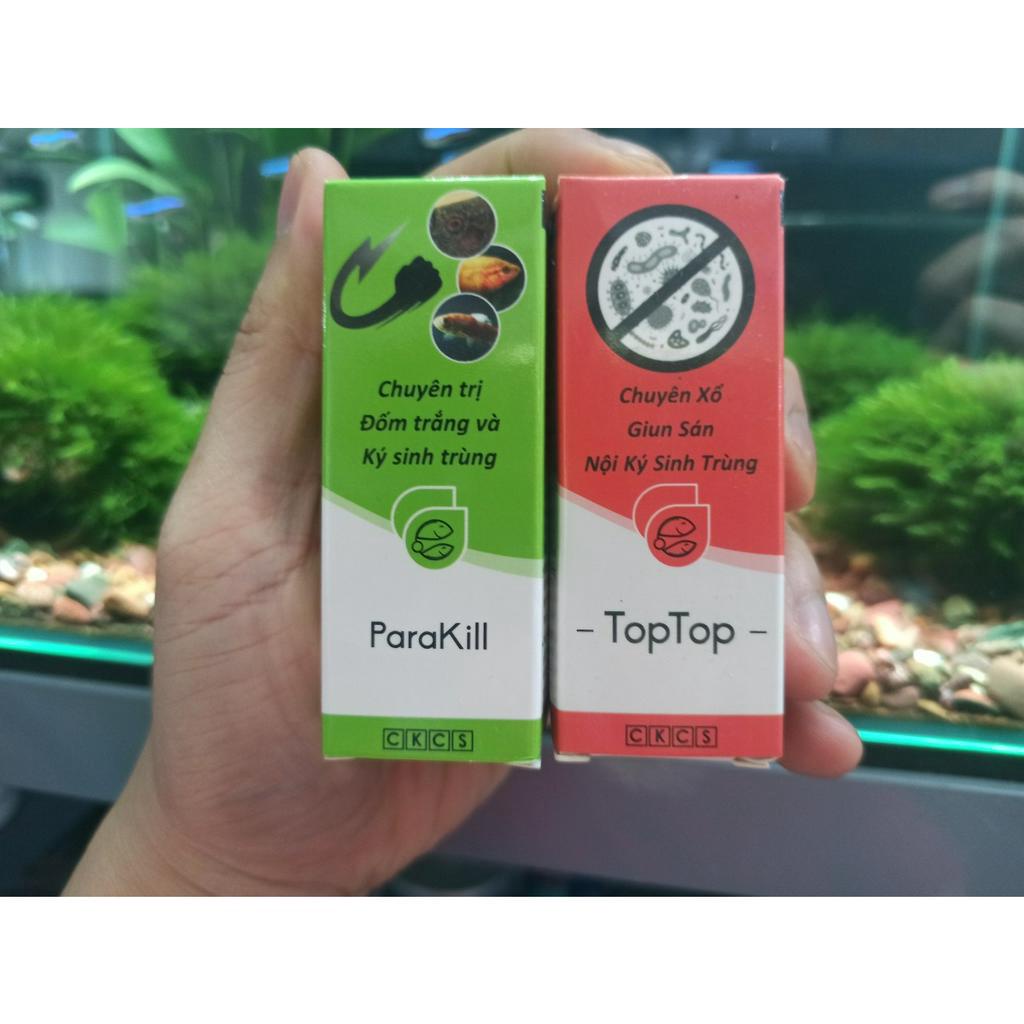 Chuyên trị
Đốm trắng và
Ký sinh trùng
ParaKill
CKCS
Chuyên Xổ
Giun Sán
Nội Ký Sinh Trùng
– TopTop –
CKCS